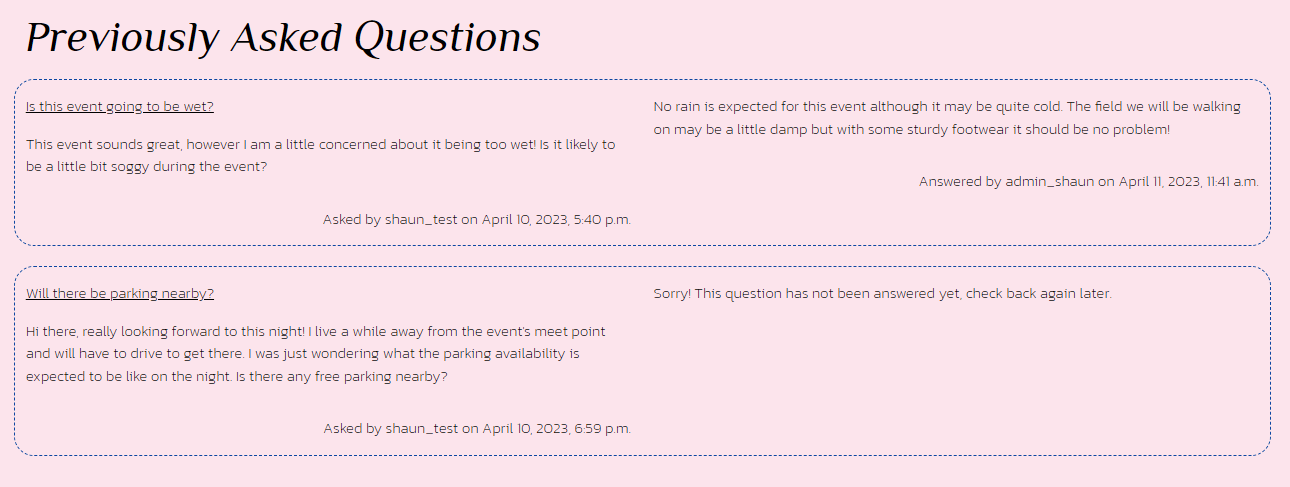 Previously Asked Questions
Is this event going to be wet?
This event sounds great, however I am a little concerned about it being too wet! Is it likely to
be a little bit soggy during the event?
Asked by shaun_test on April 10, 2023, 5:40 p.m.
No rain is expected for this event although it may be quite cold. The field we will be walking
on may be a little damp but with some sturdy footwear it should be no problem!
Answered by admin_shaun on April 11, 2023, 11:41 a.m.
Will there be parking nearby?
Hi there, really looking forward to this night! I live a while away from the event's meet point
and will have to drive to get there. I was just wondering what the parking availability is
expected to be like on the night. Is there any free parking nearby?
Asked by shaun_test on April 10, 2023, 6:59 p.m.
Sorry! This question has not been answered yet, check back again later.